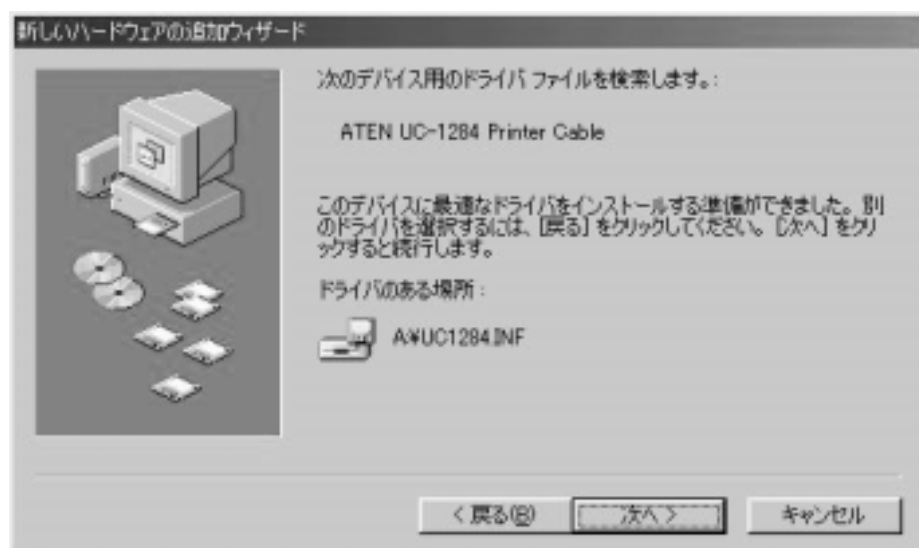 新しいハードウェアの追加ウィザード
次のデバイス用のドライバ ファイルを検索します。:
ATEN UC-1284 Printer Cable
このデバイスに最適なドライバをインストールする準備ができました。別
のドライバを選択するには、[戻る] をクリックしてください。[次へ] をクリ
ックすると続行します。
ドライバのある場所 :
A:¥UC1284.INF
< 戻る(B)
次へ >
キャンセル